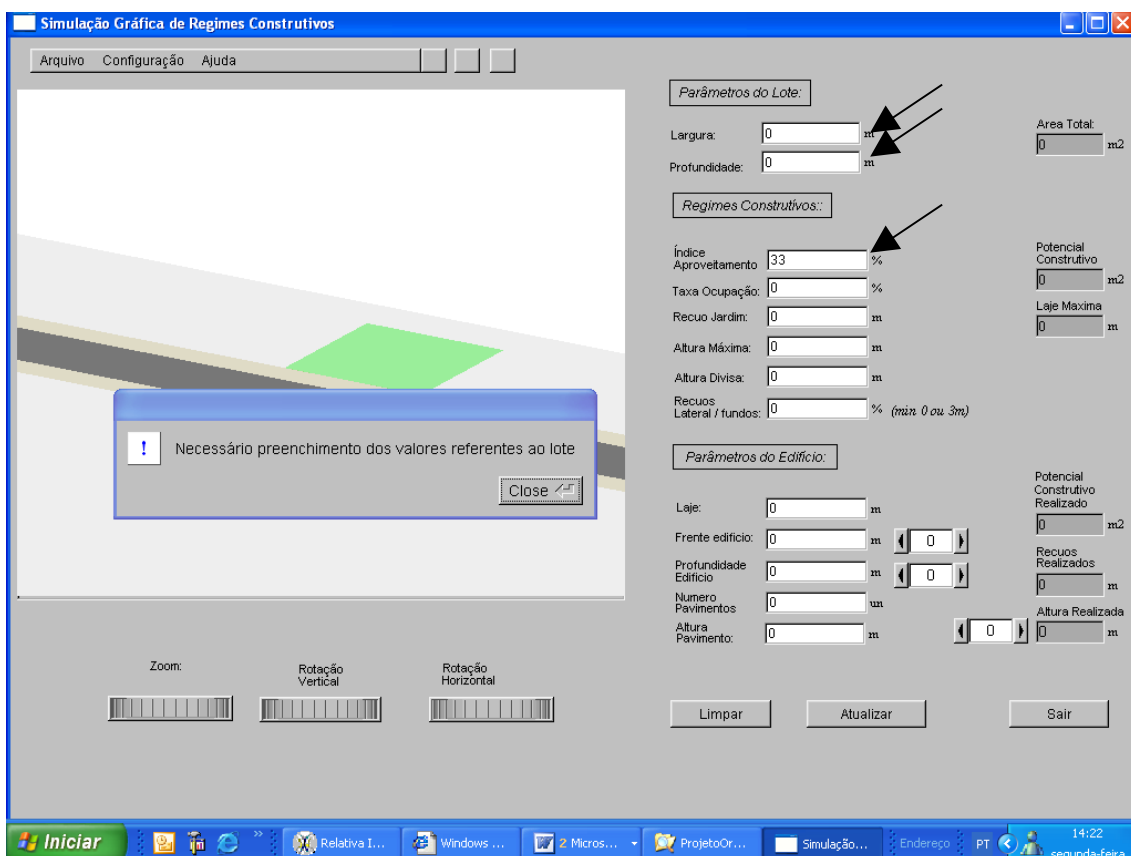 Simulação Gráfica de Regimes Construtivos
Arquivo Configuração Ajuda
Parâmetros do Lote:
Largura: 0 m
Profundidade: 0 m
Area Total:
0 m2
Regimes Construtívos::
Índice
Aproveitamento 33 %
Taxa Ocupação: 0 %
Recuo Jardim: 0 m
Altura Máxima: 0 m
Altura Divisa: 0 m
Recuos
Lateral / fundos: 0 % (min 0 ou 3m)
Potencial
Construtivo
0 m2
Laje Maxima
0 m
! Necessário preenchimento dos valores referentes ao lote
Close
Parâmetros do Edifício:
Laje: 0 m
Frente edificio: 0 m 0
Profundidade
Edificio 0 m 0
Numero
Pavimentos 0 un
Altura
Pavimento: 0 m 0
Potencial
Construtivo
Realizado
0 m2
Recuos
Realizados
0 m
Altura Realizada
0 m
Zoom:
Rotação
Vertical
Rotação
Horizontal
Limpar Atualizar Sair
Iniciar » Relativa I... Windows ... 2 Micros... ProjetoOr... Simulação... Endereço » PT 14:22
segunda-feira